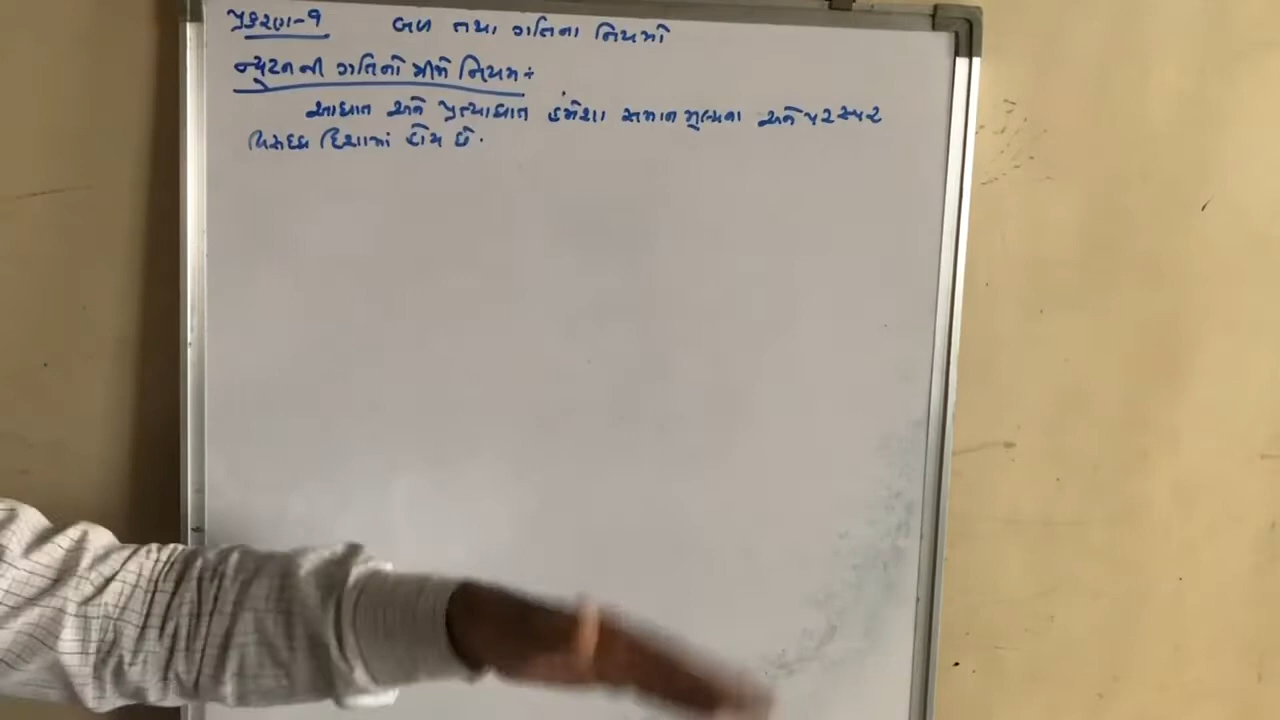 પ્રકરણ-૧ બળ તથા ગતિના નિયમો
ન્યુટનની ગતિનો ત્રીજો નિયમ:
આઘાત અને પ્રત્યાઘાત હંમેશા સમાન મુલ્યના અને પરસ્પર
વિરુધ્ધ દિશામાં હોય છે.